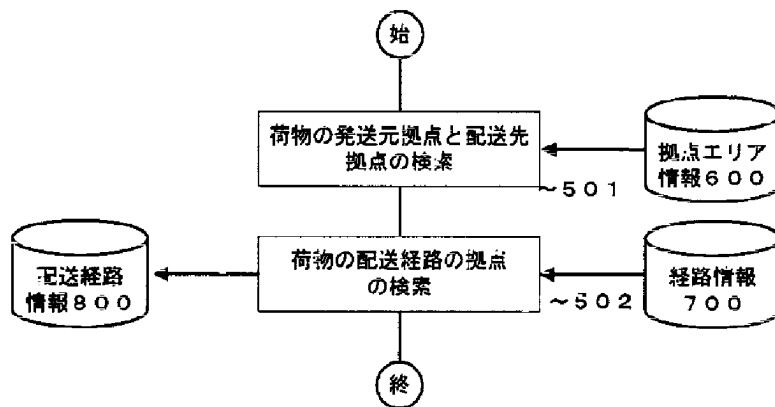 始
荷物の発送元拠点と配送先
拠点の検索
拠点エリア
情報６００
～５０１
配送経路
情報８００
荷物の配送経路の拠点
の検索
経路情報
７００
～５０２
終